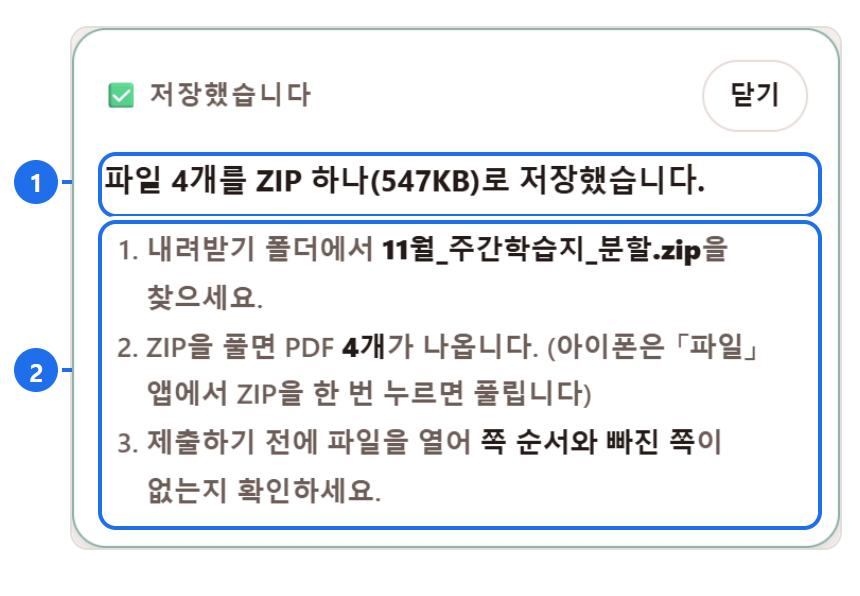 ✅ 저장했습니다
닫기
1
파일 4개를 ZIP 하나(547KB)로 저장했습니다.
2
1. 내려받기 폴더에서 11월_주간학습지_분할.zip을
찾으세요.
2. ZIP을 풀면 PDF 4개가 나옵니다. (아이폰은 「파일」
앱에서 ZIP을 한 번 누르면 풀립니다)
3. 제출하기 전에 파일을 열어 쪽 순서와 빠진 쪽이
없는지 확인하세요.